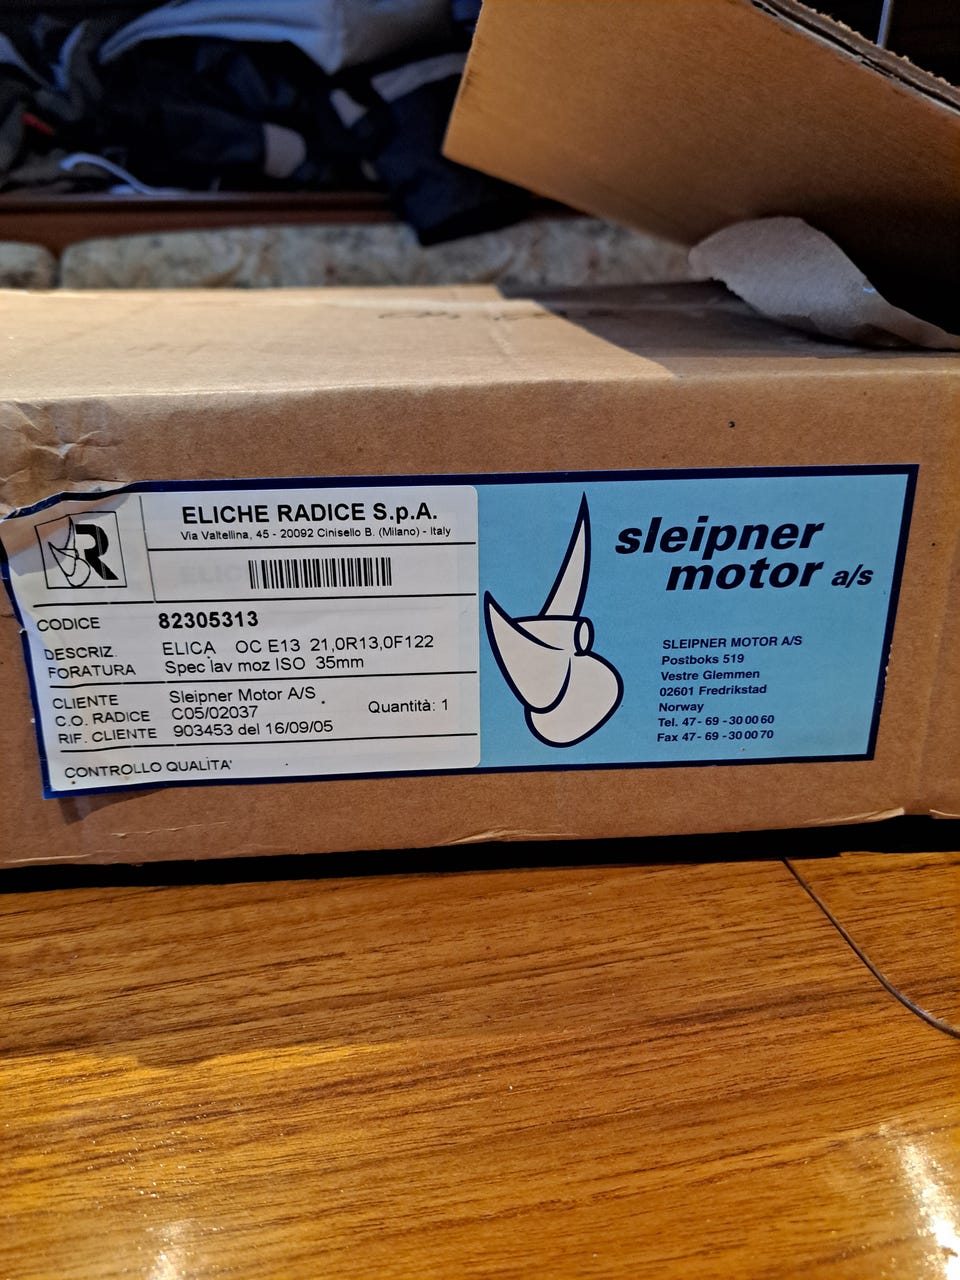 ELICHE RADICE S.p.A.
Via Valtellina, 45 - 20092 Cinisello B. (Milano) - Italy
R
CODICE 82305313
DESCRIZ. ELICA OC E13 21,0R13,0F122
FORATURA Spec lav moz ISO 35mm
CLIENTE Sleipner Motor A/S
C.O. RADICE C05/02037 Quantità: 1
RIF. CLIENTE 903453 del 16/09/05
CONTROLLO QUALITA'
sleipner
motor a/s
SLEIPNER MOTOR A/S
Postboks 519
Vestre Glemmen
02601 Fredrikstad
Norway
Tel. 47- 69 -30 00 60
Fax 47- 69 -30 00 70